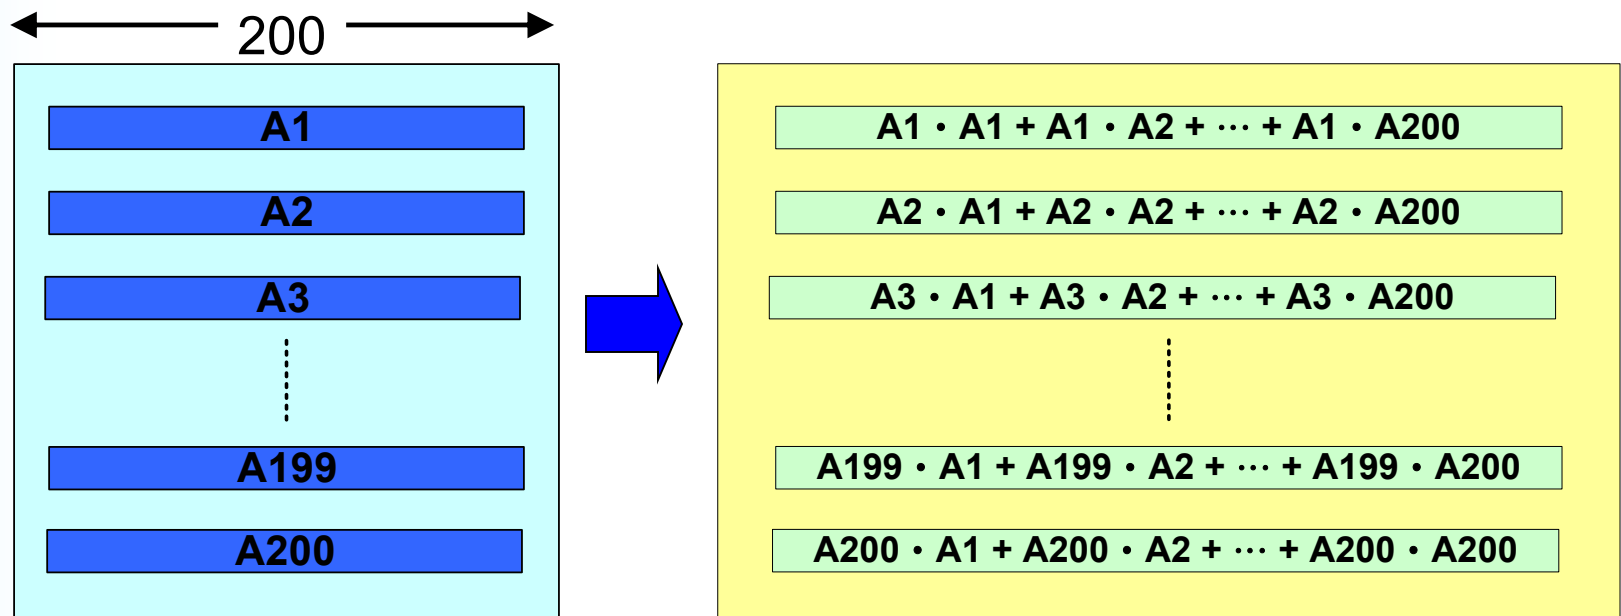 200
A1
A2
A3
A199
A200
A1 · A1 + A1 · A2 + ··· + A1 · A200
A2 · A1 + A2 · A2 + ··· + A2 · A200
A3 · A1 + A3 · A2 + ··· + A3 · A200
A199 · A1 + A199 · A2 + ··· + A199 · A200
A200 · A1 + A200 · A2 + ··· + A200 · A200